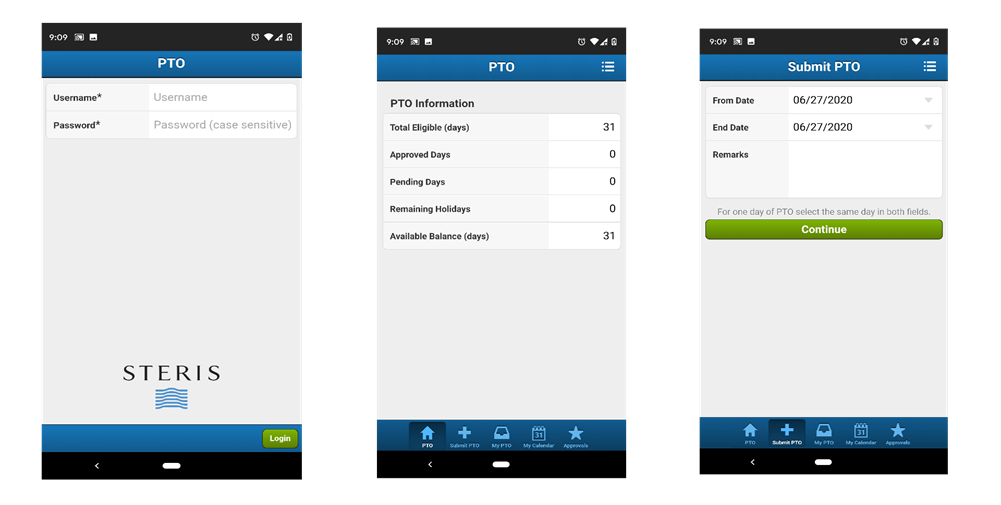 9:09
PTO
Username* Username
Password* Password (case sensitive)
STERIS
Login
9:09
PTO
PTO Information
Total Eligible (days) 31
Approved Days 0
Pending Days 0
Remaining Holidays 0
Available Balance (days) 31
PTO Submit PTO My PTO 31 My Calendar Approvals
9:09
Submit PTO
From Date 06/27/2020
End Date 06/27/2020
Remarks
For one day of PTO select the same day in both fields.
Continue
PTO Submit PTO My PTO 31 My Calendar Approvals